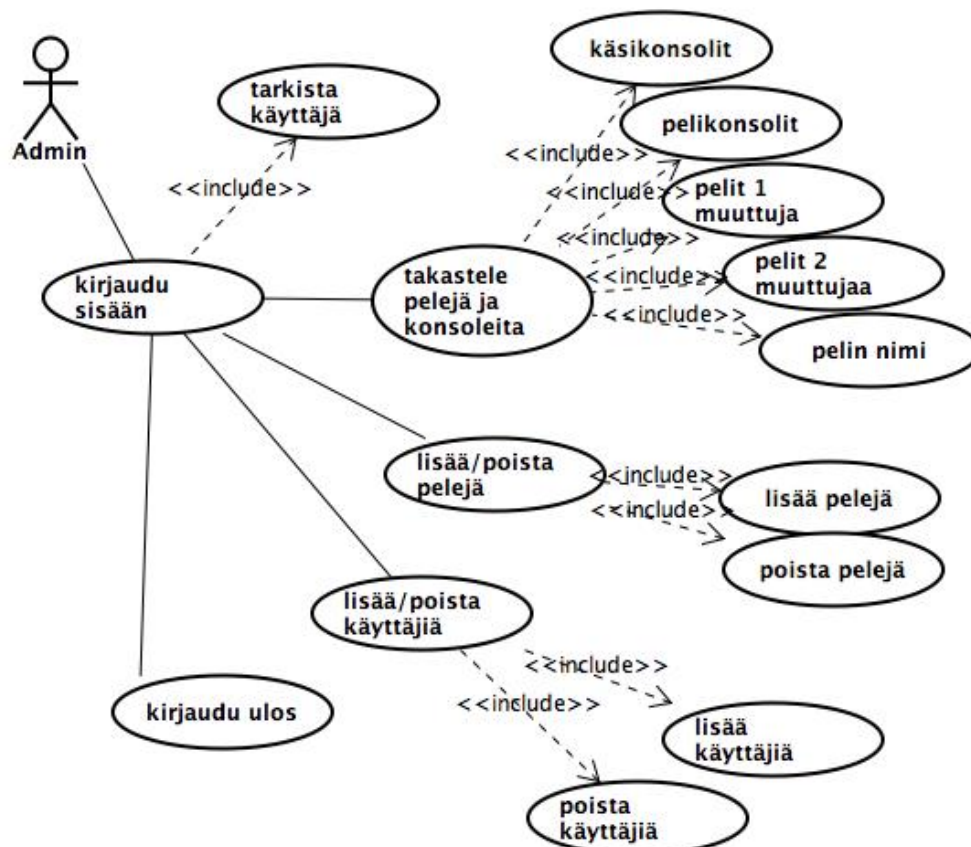 käsikonsolit
tarkista
käyttäjä
pelikonsolit
Admin
<<include>>
<<include>>
<<include>>
pelit 1
muuttuja
<<include>>
kirjaudu
sisään
takastele
pelejä ja
konsoleita
<<include>>
pelit 2
muuttujaa
<<include>>
pelin nimi
lisää/poista
pelejä
<<include>>
<<include>>
lisää pelejä
poista pelejä
lisää/poista
käyttäjiä
<<include>>
<<include>>
kirjaudu ulos
lisää
käyttäjiä
poista
käyttäjiä